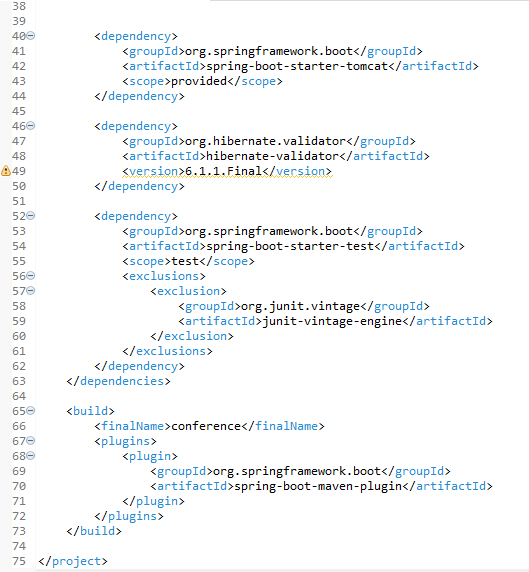 38
39
40 <dependency>
41 <groupId>org.springframework.boot</groupId>
42 <artifactId>spring-boot-starter-tomcat</artifactId>
43 <scope>provided</scope>
44 </dependency>
45
46 <dependency>
47 <groupId>org.hibernate.validator</groupId>
48 <artifactId>hibernate-validator</artifactId>
49 <version>6.1.1.Final</version>
50 </dependency>
51
52 <dependency>
53 <groupId>org.springframework.boot</groupId>
54 <artifactId>spring-boot-starter-test</artifactId>
55 <scope>test</scope>
56 <exclusions>
57 <exclusion>
58 <groupId>org.junit.vintage</groupId>
59 <artifactId>junit-vintage-engine</artifactId>
60 </exclusion>
61 </exclusions>
62 </dependency>
63 </dependencies>
64
65 <build>
66 <finalName>conference</finalName>
67 <plugins>
68 <plugin>
69 <groupId>org.springframework.boot</groupId>
70 <artifactId>spring-boot-maven-plugin</artifactId>
71 </plugin>
72 </plugins>
73 </build>
74
75 </project>